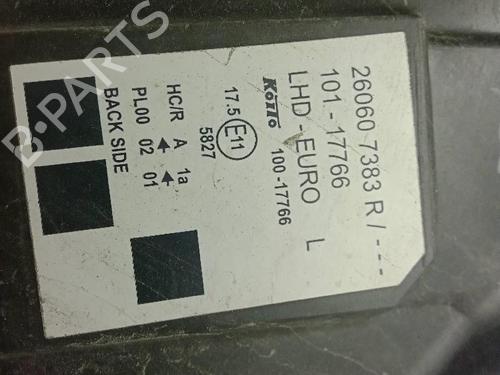 26060 7383 R / - - -
101 - 17766
LHD - EURO L
Koito 100-17766
17.5 E11 5827
HC/R A 1a
PL00 02 01
BACK SIDE
B-PARTS